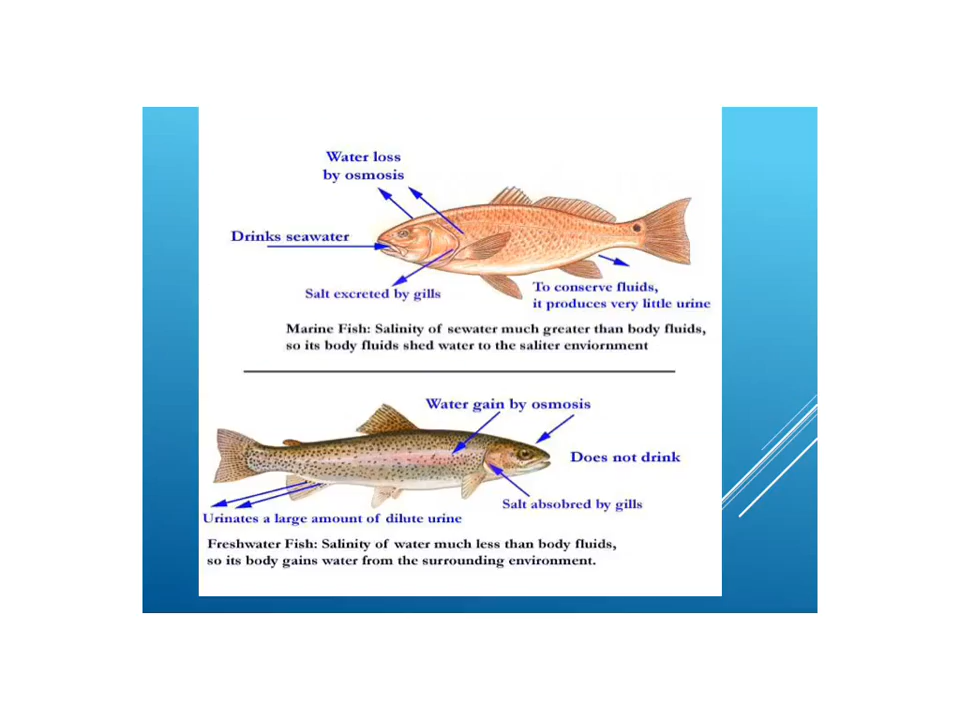 Water loss
by osmosis
Drinks seawater
Salt excreted by gills
To conserve fluids,
it produces very little urine
Marine Fish: Salinity of sewater much greater than body fluids,
so its body fluids shed water to the saliter enviornment
Water gain by osmosis
Does not drink
Salt absobred by gills
Urinates a large amount of dilute urine
Freshwater Fish: Salinity of water much less than body fluids,
so its body gains water from the surrounding environment.